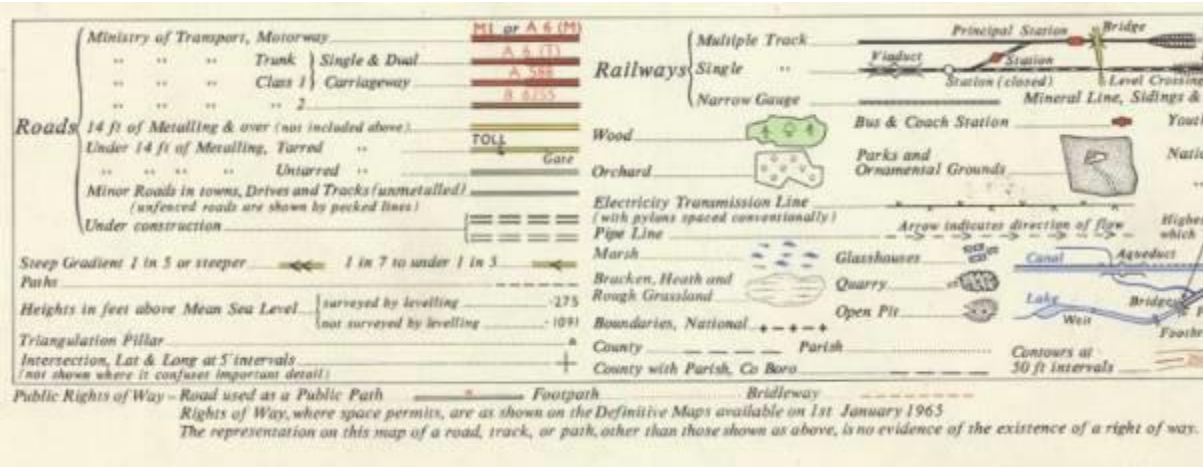 Roads
Ministry of Transport, Motorway M1 or A 6 (M)
" " " Trunk } Single & Dual A 6 (T)
" " " Class 1 } Carriageway A 588
" " " " 2 B 6255
14 ft of Metalling & over (not included above)
Under 14 ft of Metalling, Tarred " TOLL Gate
" " " " Untarred "
Minor Roads in towns, Drives and Tracks (unmetalled)
(unfenced roads are shown by pecked lines)
Under construction
Steep Gradient 1 in 5 or steeper 1 in 7 to under 1 in 5
Paths
Heights in feet above Mean Sea Level surveyed by levelling ·275
not surveyed by levelling ·1091
Triangulation Pillar
Intersection, Lat & Long at 5' intervals
(not shown where it confuses important detail)
Railways
Multiple Track Principal Station Bridge
Single " Viaduct Station
Station (closed) Level Crossin
Narrow Gauge Mineral Line, Sidings &
Wood
Bus & Coach Station
Yout
Orchard
Parks and
Ornamental Grounds
Natio
Electricity Transmission Line
(with pylons spaced conventionally)
Pipe Line Arrow indicates direction of flow
High
which
Marsh
Glasshouses
Canal Aqueduct
Bracken, Heath and
Rough Grassland
Quarry
Open Pit
Lake Weir Bridge
Foot
Boundaries, National
County Parish
County with Parish, Co Boro
Contours at
50 ft intervals
Public Rights of Way – Road used as a Public Path Footpath Bridleway
Rights of Way, where space permits, are as shown on the Definitive Maps available on 1st January 1965
The representation on this map of a road, track, or path, other than those shown as above, is no evidence of the existence of a right of way.